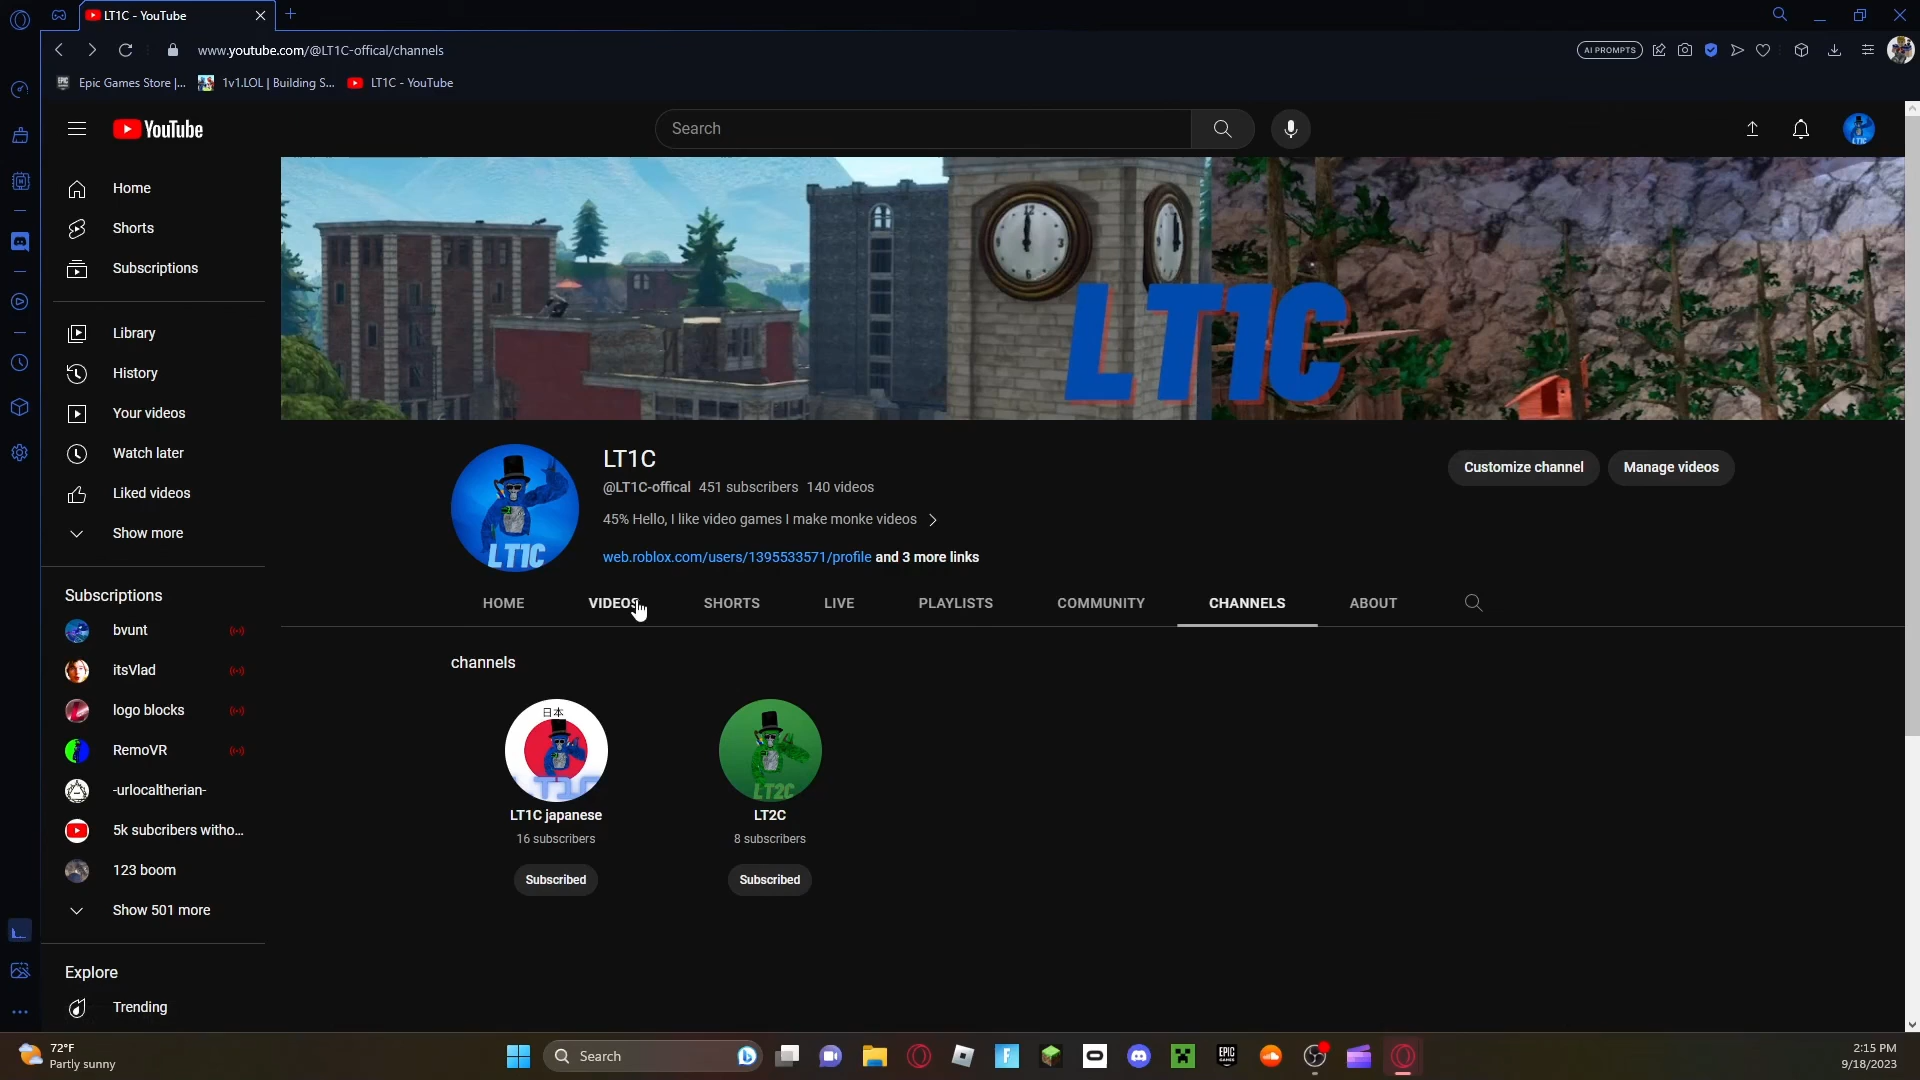 LT1C - YouTube
www.youtube.com/@LT1C-offical/channels
AI PROMPTS
Epic Games Store |...
1v1.LOL | Building S...
LT1C - YouTube
YouTube
Search
Home
Shorts
Subscriptions
Library
History
Your videos
Watch later
Liked videos
Show more
Subscriptions
bvunt
itsVlad
logo blocks
RemoVR
-urlocaltherian-
5k subcribers witho...
123 boom
Show 501 more
Explore
Trending
LT1C
LT1C
LT1C
@LT1C-offical 451 subscribers 140 videos
45% Hello, I like video games I make monke videos
web.roblox.com/users/1395533571/profile and 3 more links
Customize channel
Manage videos
HOME
VIDEOS
SHORTS
LIVE
PLAYLISTS
COMMUNITY
CHANNELS
ABOUT
channels
日本
LT1C
LT1C japanese
16 subscribers
Subscribed
LT2C
LT2C
8 subscribers
Subscribed
72°F
Partly sunny
Search
EPIC
GAMES
2:15 PM
9/18/2023